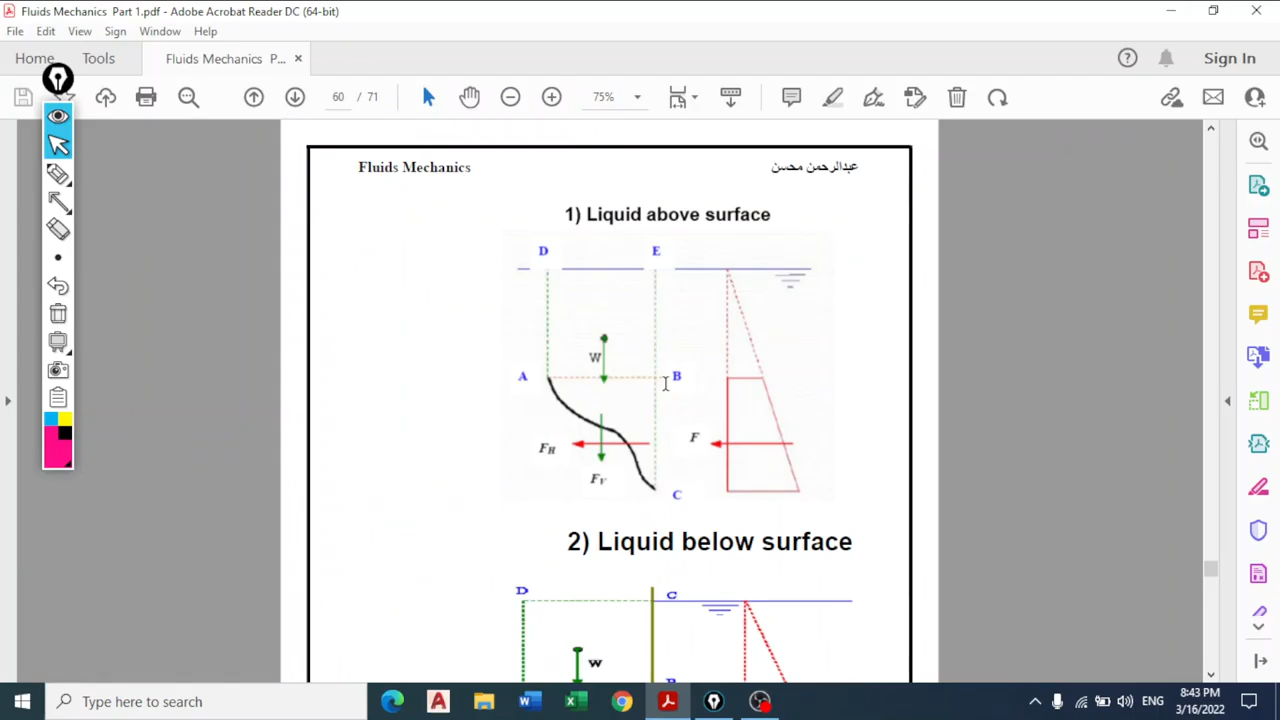 Fluids Mechanics Part 1.pdf - Adobe Acrobat Reader DC (64-bit)
File Edit View Sign Window Help
Home Tools Fluids Mechanics P... × Sign In
60 / 71 75%
Fluids Mechanics عبدالرحمن محسن
1) Liquid above surface
D E
W
A B
F
FH
FV
C
2) Liquid below surface
D C
W
Type here to search
ENG
8:43 PM
3/16/2022